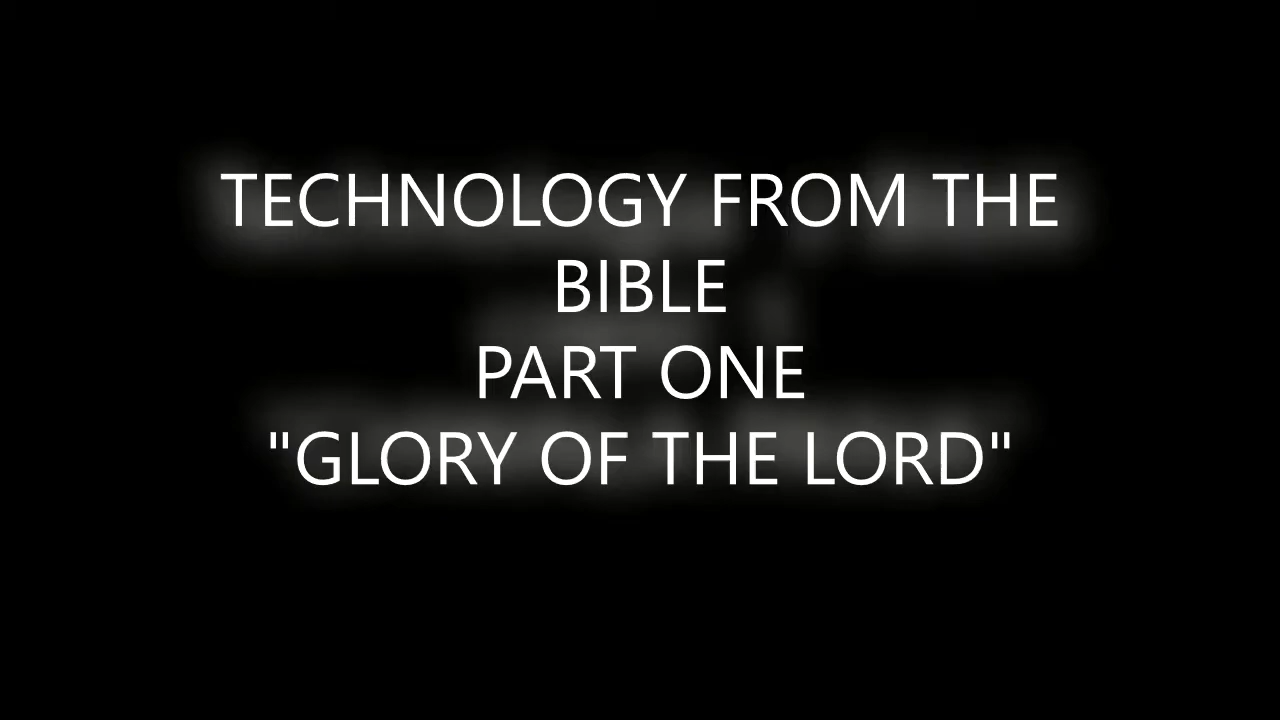 TECHNOLOGY FROM THE
BIBLE
PART ONE
"GLORY OF THE LORD"